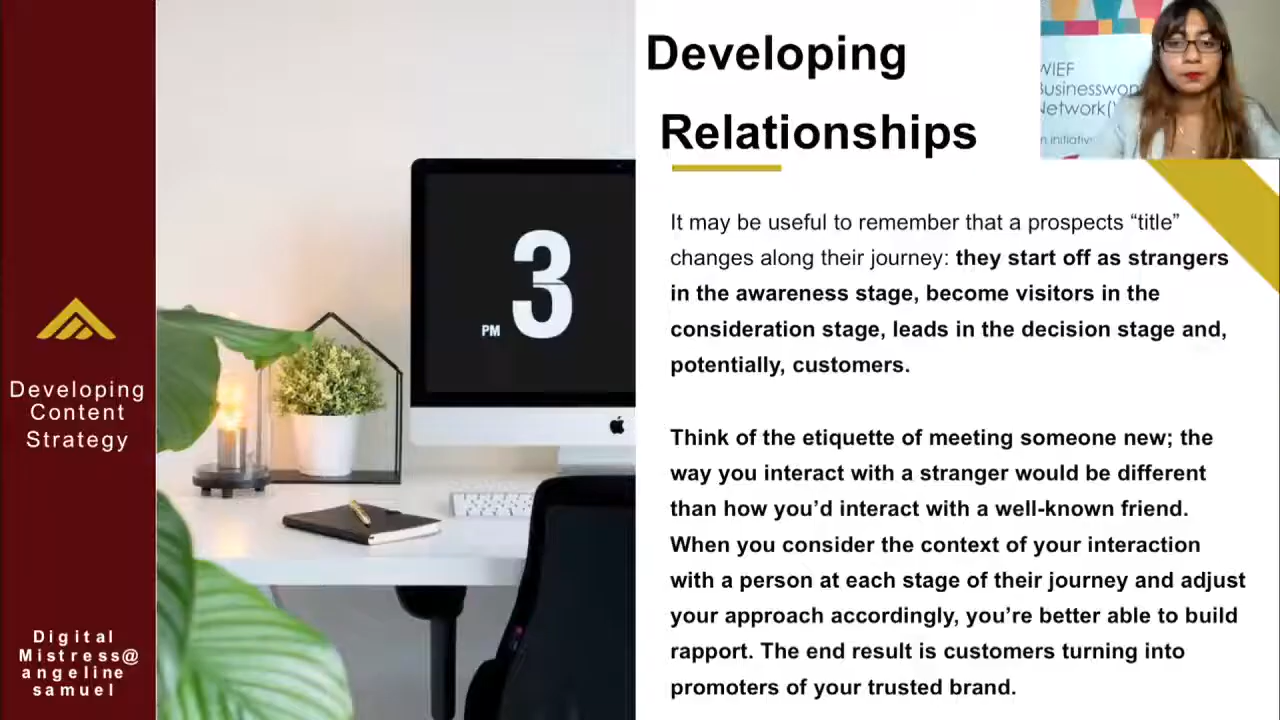 Developing
Relationships
WIEF
Businesswom
Network(
n initiativ
It may be useful to remember that a prospects “title”
changes along their journey: they start off as strangers
in the awareness stage, become visitors in the
consideration stage, leads in the decision stage and,
potentially, customers.
Think of the etiquette of meeting someone new; the
way you interact with a stranger would be different
than how you’d interact with a well-known friend.
When you consider the context of your interaction
with a person at each stage of their journey and adjust
your approach accordingly, you’re better able to build
rapport. The end result is customers turning into
promoters of your trusted brand.
PM 3
Developing
Content
Strategy
Digital
Mistress@
angeline
samuel